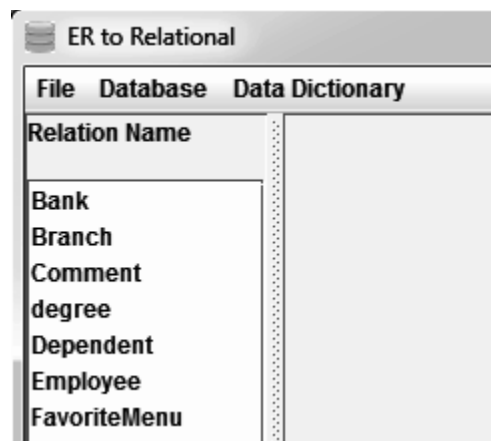 ER to Relational
File Database Data Dictionary
Relation Name
Bank
Branch
Comment
degree
Dependent
Employee
FavoriteMenu